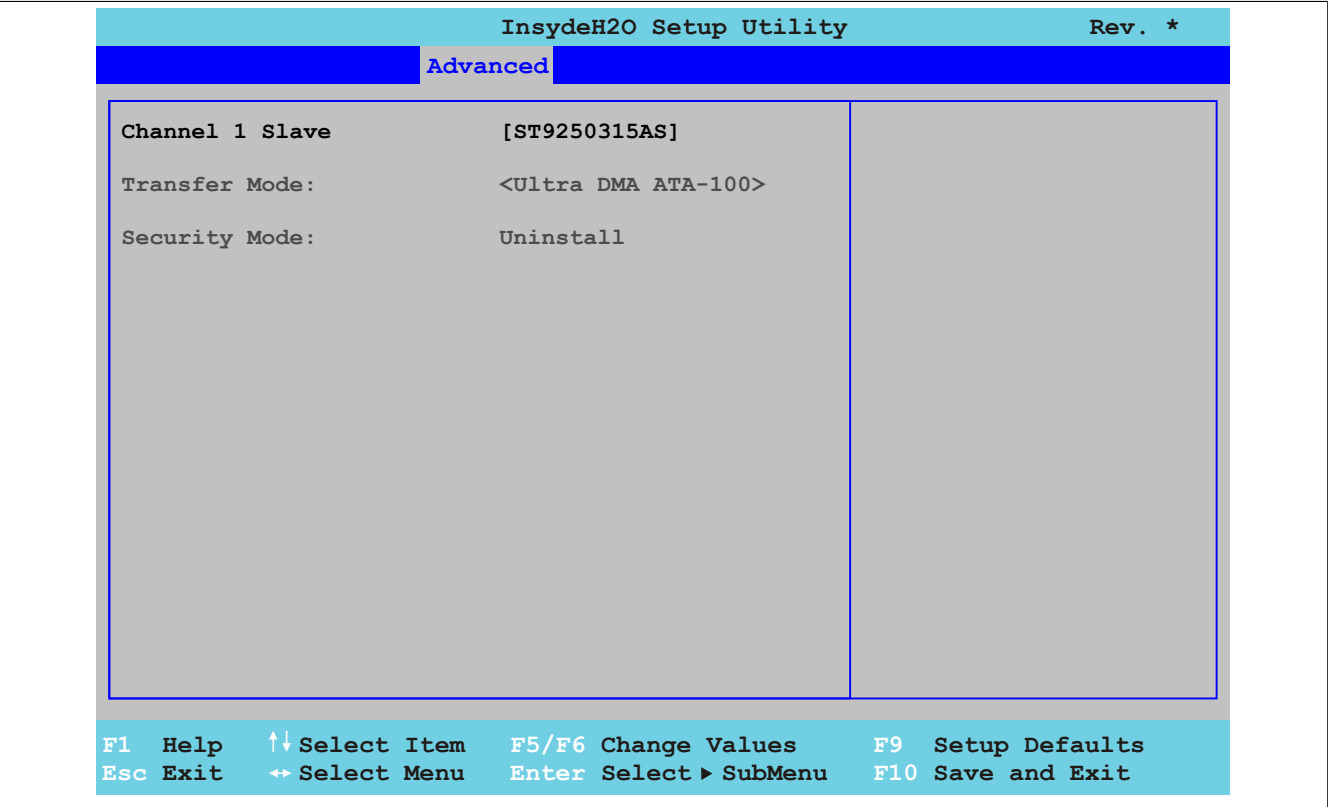 InsydeH2O Setup Utility Rev. *
Advanced
Channel 1 Slave [ST9250315AS]
Transfer Mode: <Ultra DMA ATA-100>
Security Mode: Uninstall
F1 Help ↑↓ Select Item F5/F6 Change Values F9 Setup Defaults
Esc Exit ↔ Select Menu Enter Select ▶ SubMenu F10 Save and Exit